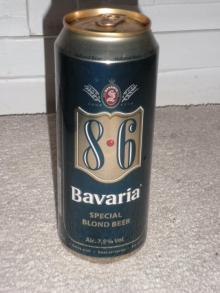 8·6
Bavaria
SPECIAL
BLOND BEER
Alc. 7,9% Vol.